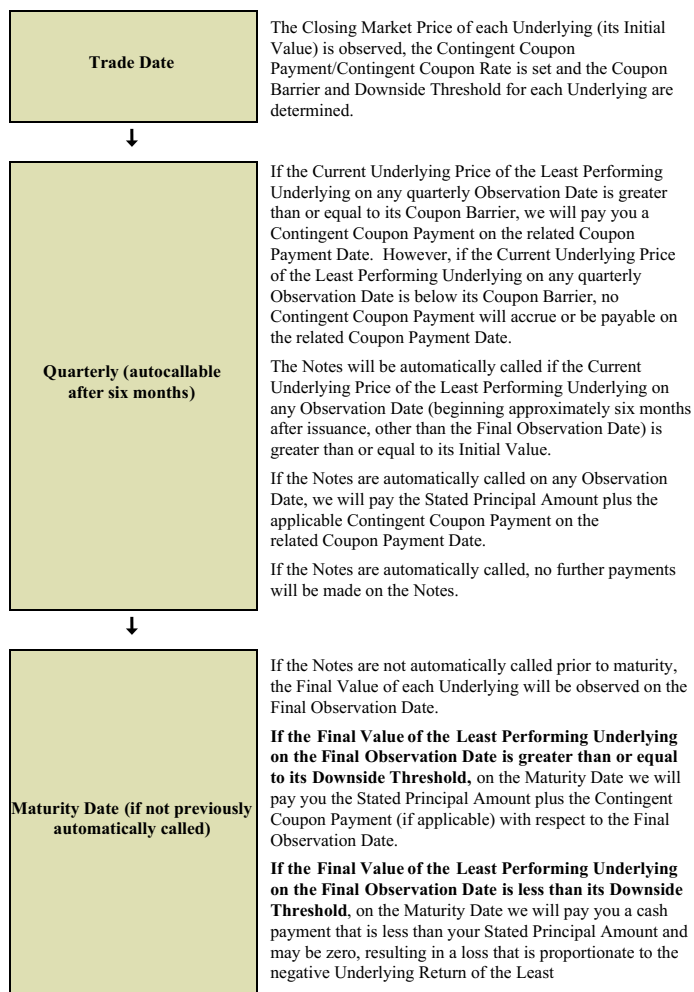 Trade Date
The Closing Market Price of each Underlying (its Initial
Value) is observed, the Contingent Coupon
Payment/Contingent Coupon Rate is set and the Coupon
Barrier and Downside Threshold for each Underlying are
determined.
Quarterly (autocallable
after six months)
If the Current Underlying Price of the Least Performing
Underlying on any quarterly Observation Date is greater
than or equal to its Coupon Barrier, we will pay you a
Contingent Coupon Payment on the related Coupon
Payment Date. However, if the Current Underlying Price
of the Least Performing Underlying on any quarterly
Observation Date is below its Coupon Barrier, no
Contingent Coupon Payment will accrue or be payable on
the related Coupon Payment Date.
The Notes will be automatically called if the Current
Underlying Price of the Least Performing Underlying on
any Observation Date (beginning approximately six months
after issuance, other than the Final Observation Date) is
greater than or equal to its Initial Value.
If the Notes are automatically called on any Observation
Date, we will pay the Stated Principal Amount plus the
applicable Contingent Coupon Payment on the
related Coupon Payment Date.
If the Notes are automatically called, no further payments
will be made on the Notes.
Maturity Date (if not previously
automatically called)
If the Notes are not automatically called prior to maturity,
the Final Value of each Underlying will be observed on the
Final Observation Date.
If the Final Value of the Least Performing Underlying
on the Final Observation Date is greater than or equal
to its Downside Threshold, on the Maturity Date we will
pay you the Stated Principal Amount plus the Contingent
Coupon Payment (if applicable) with respect to the Final
Observation Date.
If the Final Value of the Least Performing Underlying
on the Final Observation Date is less than its Downside
Threshold, on the Maturity Date we will pay you a cash
payment that is less than your Stated Principal Amount and
may be zero, resulting in a loss that is proportionate to the
negative Underlying Return of the Least